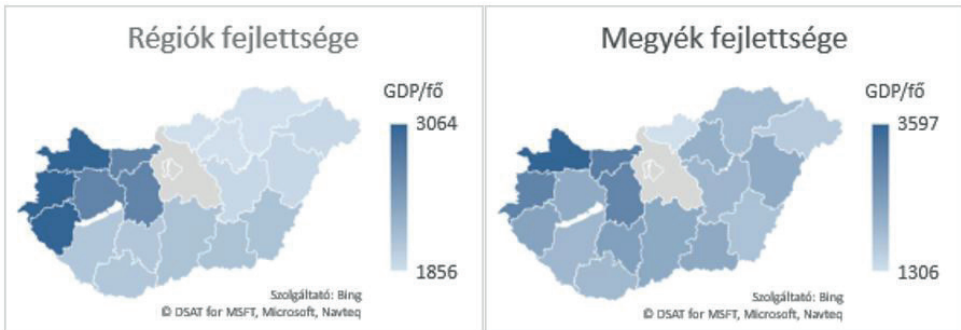 Régiók fejlettsége
GDP/fő
3064
1856
Szolgáltató: Bing
© DSAT for MSFT, Microsoft, Navteq
Megyék fejlettsége
GDP/fő
3597
1306
Szolgáltató: Bing
© DSAT for MSFT, Microsoft, Navteq